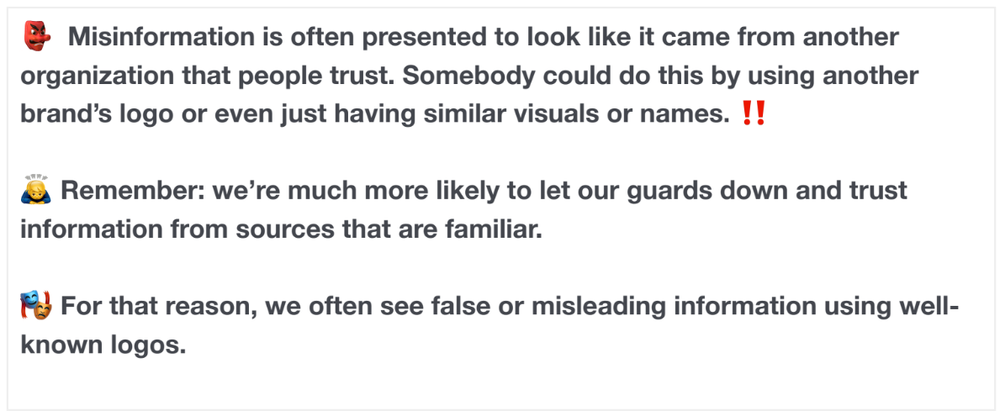 👺 Misinformation is often presented to look like it came from another
organization that people trust. Somebody could do this by using another
brand’s logo or even just having similar visuals or names. ‼️
🙇 Remember: we’re much more likely to let our guards down and trust
information from sources that are familiar.
🎭 For that reason, we often see false or misleading information using well-
known logos.